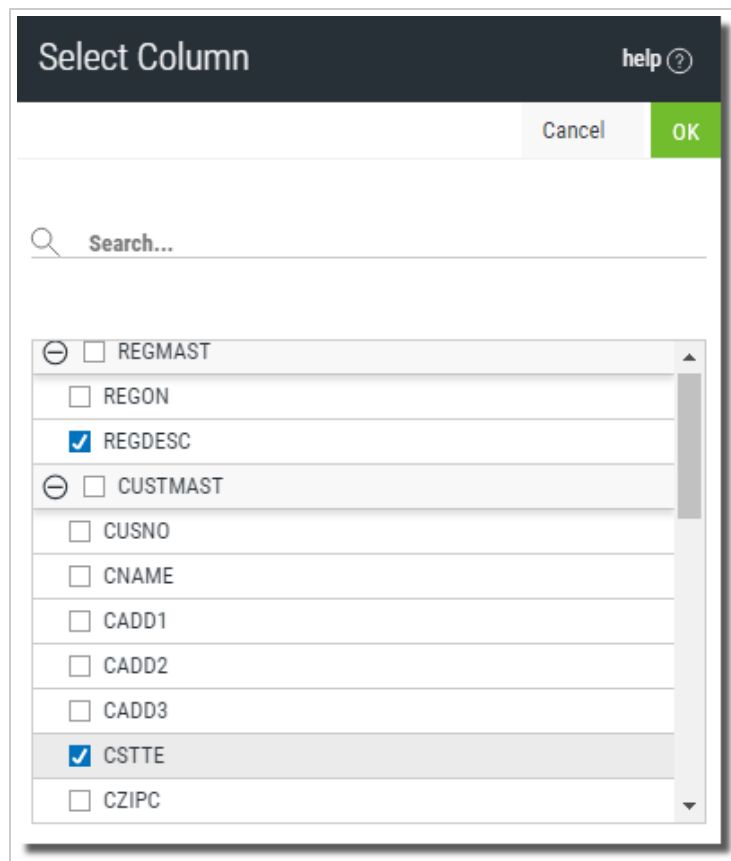 Select Column help ?
Cancel OK
Search...
REGMAST
REGON
REGDESC
CUSTMAST
CUSNO
CNAME
CADD1
CADD2
CADD3
CSTTE
CZIPC